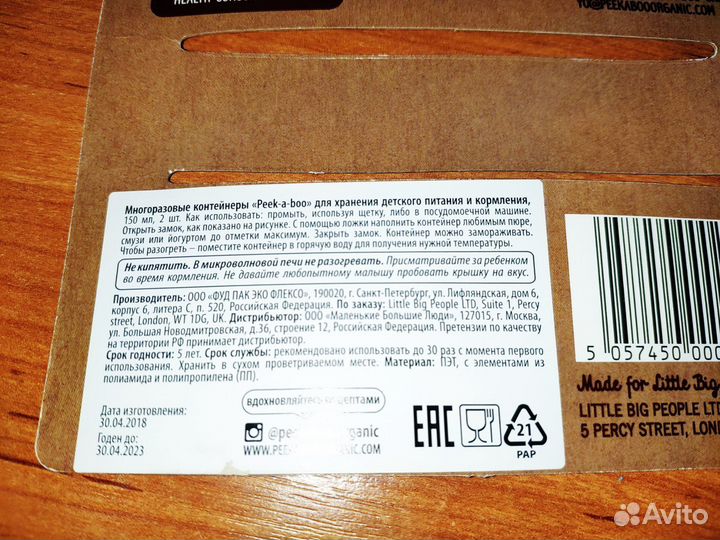 YO@PEEKABOOORGANIC.COM
Многоразовые контейнеры «Peek-a-boo» для хранения детского питания и кормления,
150 мл, 2 шт. Как использовать: промыть, используя щетку, либо в посудомоечной машине.
Открыть замок, как показано на рисунке. С помощью ложки наполнить контейнер любимым пюре,
смузи или йогуртом до отметки максимум. Закрыть замок. Контейнер можно замораживать.
Чтобы разогреть – поместите контейнер в горячую воду для получения нужной температуры.
Не кипятить. В микроволновой печи не разогревать. Присматривайте за ребенком
во время кормления. Не давайте любопытному малышу пробовать крышку на вкус.
Производитель: ООО «ФУД ПАК ЭКО ФЛЕКСО», 190020, г. Санкт-Петербург, ул. Лифляндская, дом 6,
корпус 6, литера С, п. 520, Российская Федерация. По заказу: Little Big People LTD, Suite 1, Percy
street, London, WT 1DG, UK. Дистрибьютор: ООО «Маленькие Большие Люди», 127015, г. Москва,
ул. Большая Новодмитровская, д.36, строение 12, Российская Федерация. Претензии по качеству
на территории РФ принимает дистрибьютор.
Срок годности: 5 лет. Срок службы: рекомендовано использовать до 30 раз с момента первого
использования. Хранить в сухом проветриваемом месте. Материал: ПЭТ, с элементами из
полиамида и полипропилена (ПП).
Дата изготовления:
30.04.2018
Годен до:
30.04.2023
вдохновляйтесь рецептами
WWW.PEEK
EAC
21
PAP
5 057450 000
Made for Little Big
LITTLE BIG PEOPLE LTD
5 PERCY STREET, LON
Avito